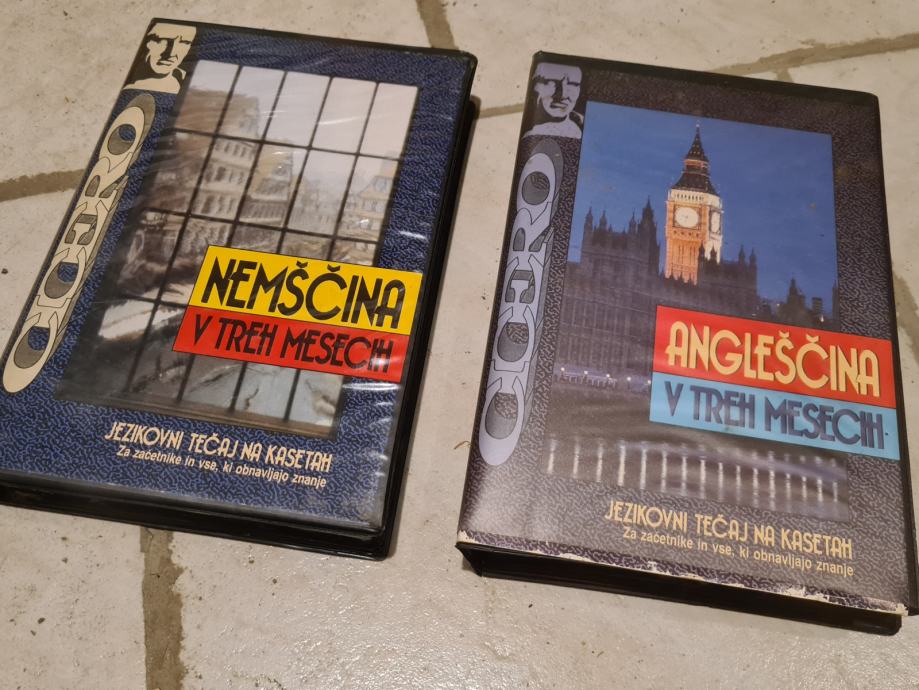 CICERO
NEMŠČINA
V TREH MESECIH
JEZIKOVNI TEČAJ NA KASETAH
Za začetnike in vse, ki obnavljajo znanje
CICERO
ANGLEŠČINA
V TREH MESECIH
JEZIKOVNI TEČAJ NA KASETAH
Za začetnike in vse, ki obnavljajo znanje